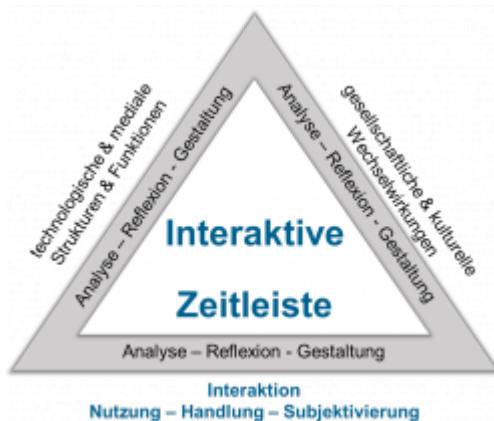 technologische & mediale
Strukturen & Funktionen
Analyse – Reflexion - Gestaltung
gesellschaftliche & kulturelle
Wechselwirkungen
Analyse – Reflexion - Gestaltung
Interaktive
Zeitleiste
Analyse – Reflexion - Gestaltung
Interaktion
Nutzung – Handlung – Subjektivierung